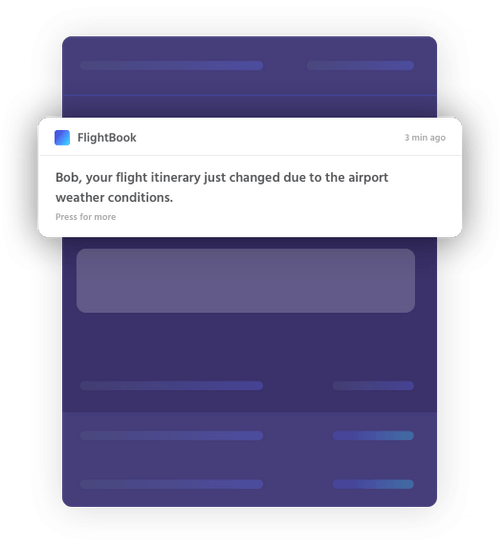 FlightBook
3 min ago
Bob, your flight itinerary just changed due to the airport
weather conditions.
Press for more